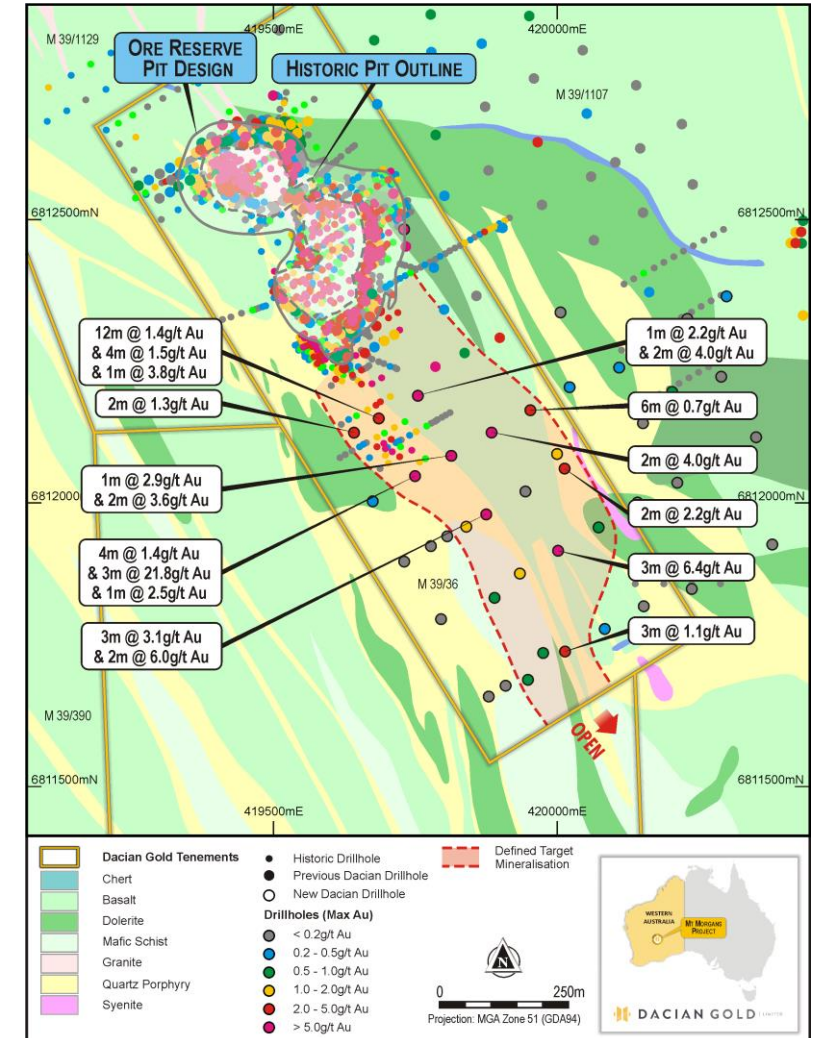 419500mE
420000mE
M 39/1129
ORE RESERVE
PIT DESIGN
HISTORIC PIT OUTLINE
M 39/1107
6812500mN
6812500mN
12m @ 1.4g/t Au
& 4m @ 1.5g/t Au
& 1m @ 3.8g/t Au
2m @ 1.3g/t Au
1m @ 2.9g/t Au
& 2m @ 3.6g/t Au
4m @ 1.4g/t Au
& 3m @ 21.8g/t Au
& 1m @ 2.5g/t Au
3m @ 3.1g/t Au
& 2m @ 6.0g/t Au
1m @ 2.2g/t Au
& 2m @ 4.0g/t Au
6m @ 0.7g/t Au
2m @ 4.0g/t Au
2m @ 2.2g/t Au
3m @ 6.4g/t Au
3m @ 1.1g/t Au
6812000
6812000mN
M 39/36
M 39/390
OPEN
6811500mN
6811500mN
419500mE
420000mE
Dacian Gold Tenements
Chert
Basalt
Dolerite
Mafic Schist
Granite
Quartz Porphyry
Syenite
Historic Drillhole
Previous Dacian Drillhole
New Dacian Drillhole
Drillholes (Max Au)
< 0.2g/t Au
0.2 - 0.5g/t Au
0.5 - 1.0g/t Au
1.0 - 2.0g/t Au
2.0 - 5.0g/t Au
> 5.0g/t Au
Defined Target
Mineralisation
N
0
250m
Projection: MGA Zone 51 (GDA94)
WESTERN
AUSTRALIA
MT MORGANS
PROJECT
DACIAN GOLD LIMITED